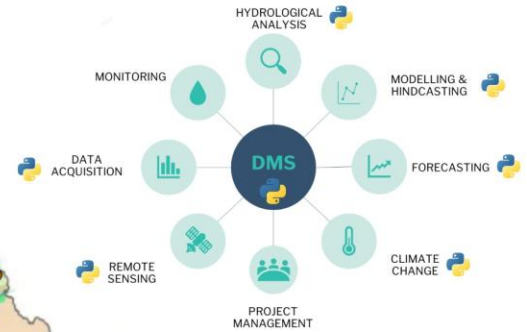 HYDROLOGICAL
ANALYSIS
MONITORING
MODELLING &
HINDCASTING
DATA
ACQUISITION
DMS
FORECASTING
REMOTE
SENSING
CLIMATE
CHANGE
PROJECT
MANAGEMENT